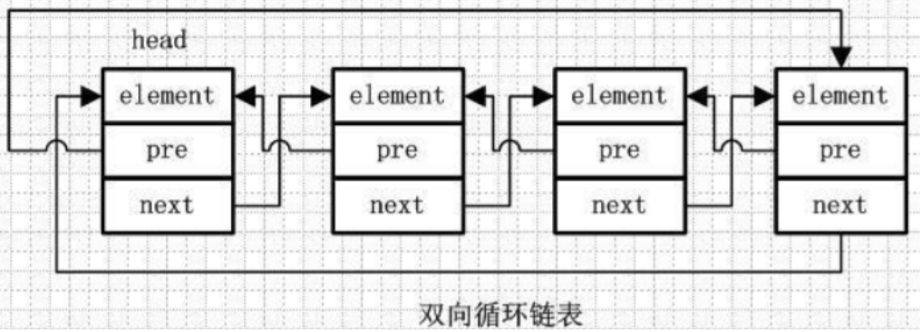 head
element element element element
pre pre pre pre
next next next next
双向循环链表